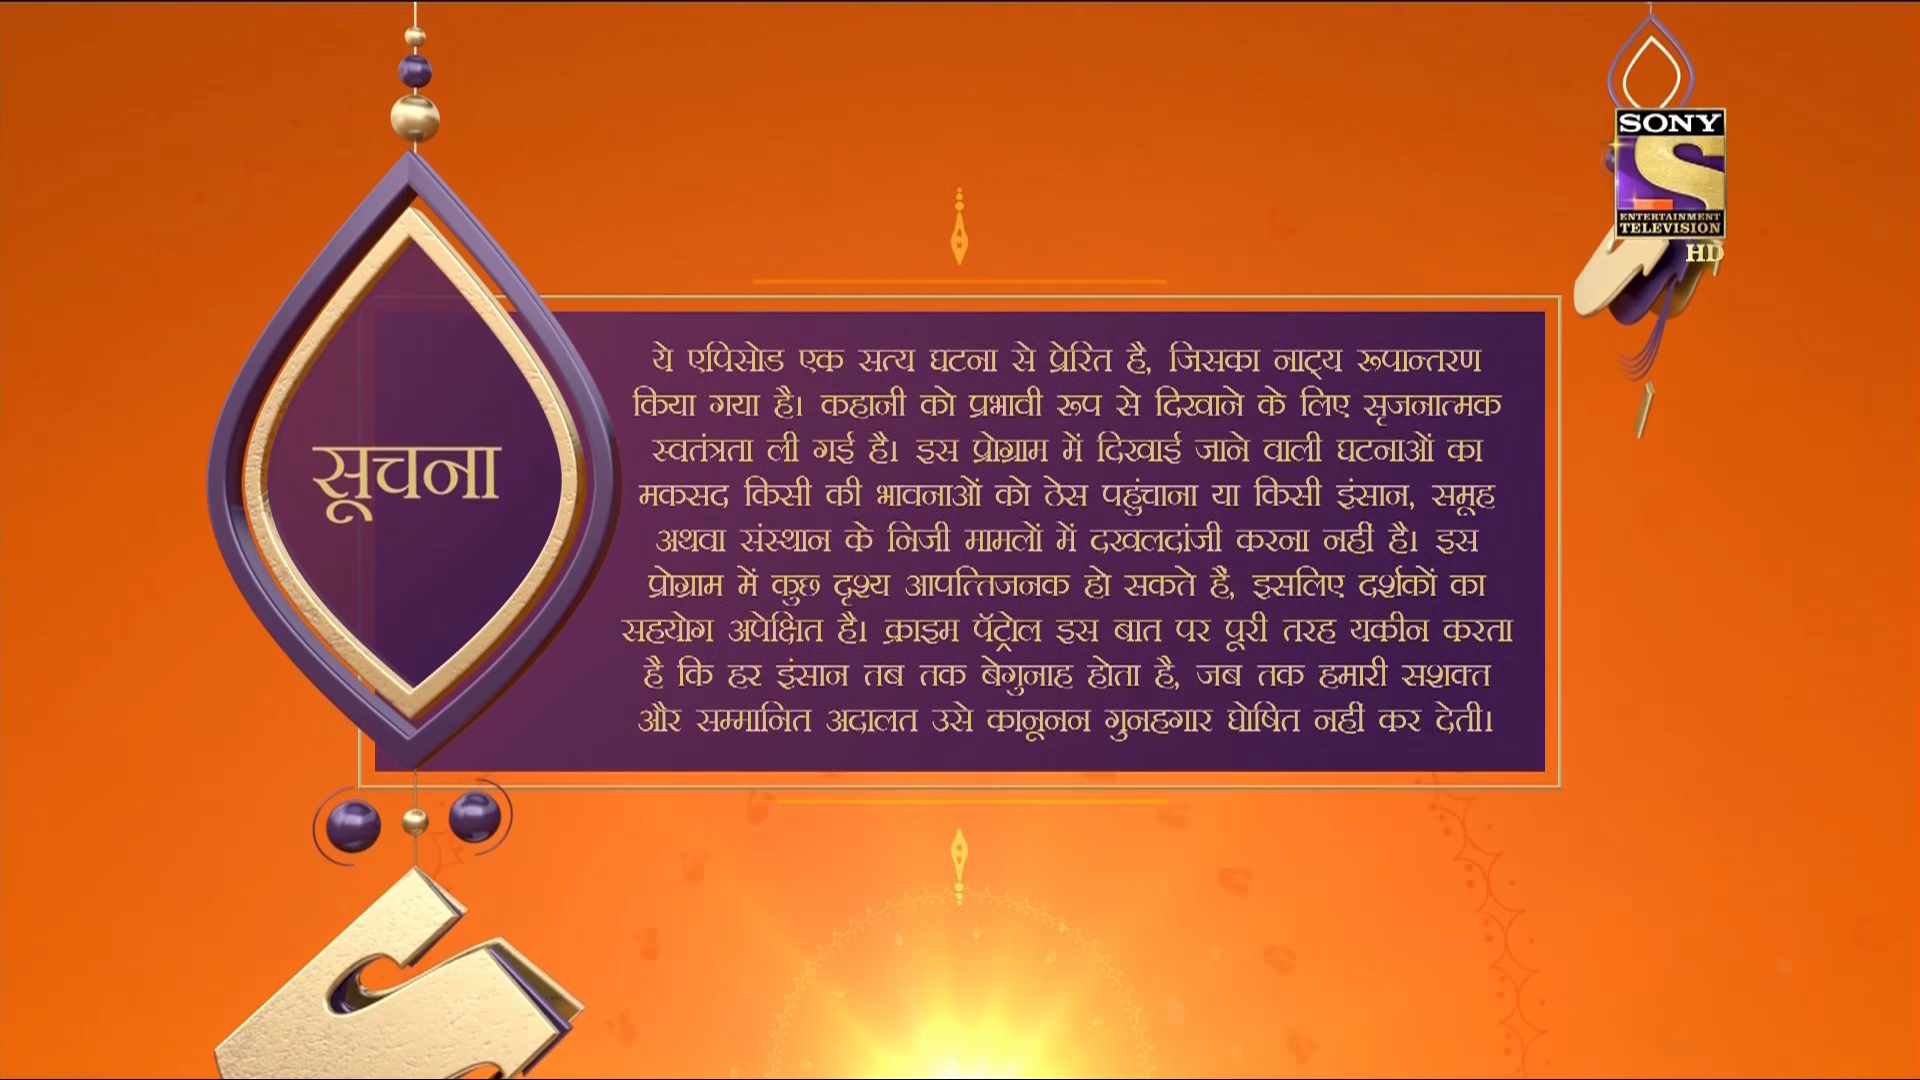 सूचना
ये एपिसोड एक सत्य घटना से प्रेरित है, जिसका नाट्य रूपान्तरण
किया गया है। कहानी को प्रभावी रूप से दिखाने के लिए सृजनात्मक
स्वतंत्रता ली गई है। इस प्रोग्राम में दिखाई जाने वाली घटनाओं का
मकसद किसी की भावनाओं को ठेस पहुंचाना या किसी इंसान, समूह
अथवा संस्थान के निजी मामलों में दखलदांजी करना नहीं है। इस
प्रोग्राम में कुछ दृश्य आपत्तिजनक हो सकते हैं, इसलिए दर्शकों का
सहयोग अपेक्षित है। क्राइम पॅट्रोल इस बात पर पूरी तरह यकीन करता
है कि हर इंसान तब तक बेगुनाह होता है, जब तक हमारी सशक्त
और सम्मानित अदालत उसे कानूनन गुनहगार घोषित नहीं कर देती।
SONY
ENTERTAINMENT
TELEVISION
HD